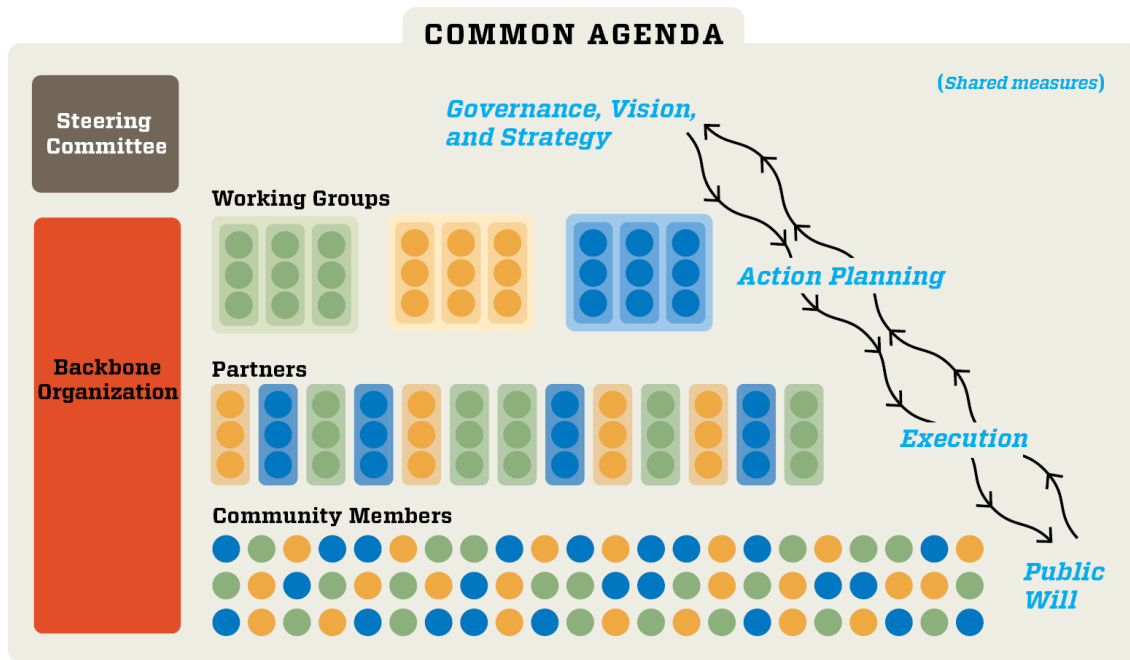 COMMON AGENDA
(Shared measures)
Steering
Committee
Governance, Vision,
and Strategy
Working Groups
Action Planning
Backbone
Organization
Partners
Execution
Community Members
Public
Will